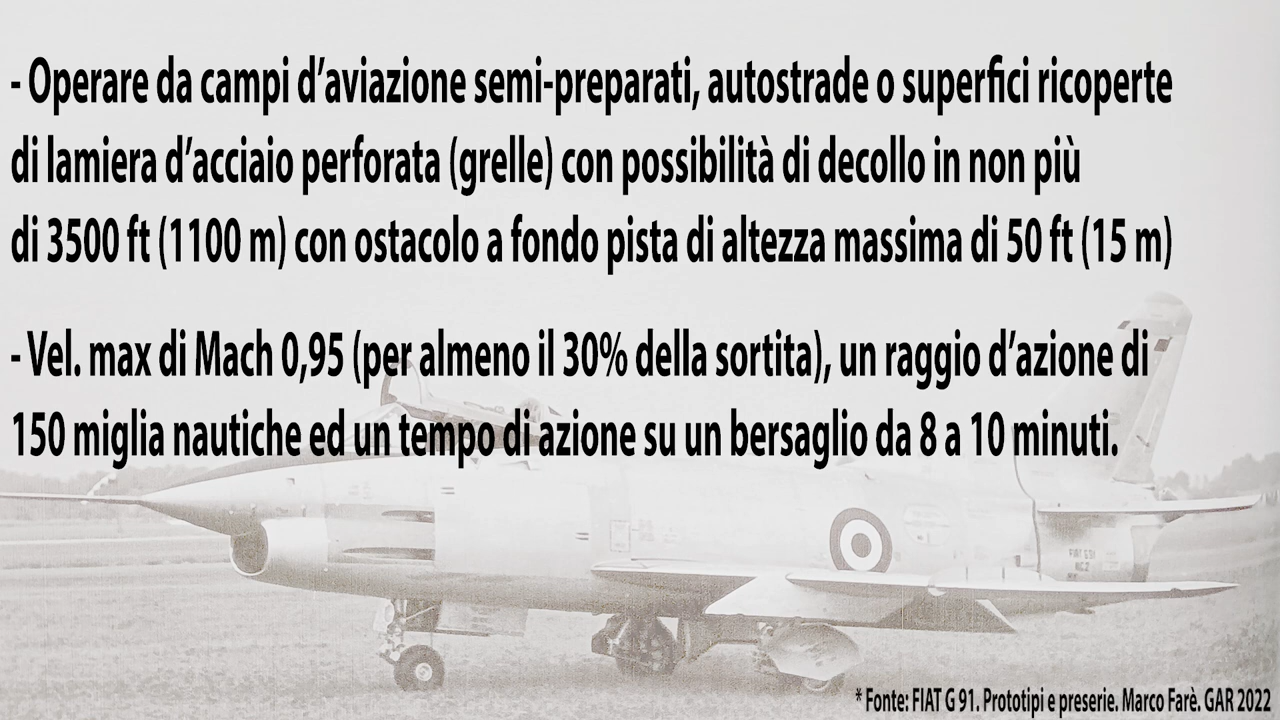 - Operare da campi d’aviazione semi-preparati, autostrade o superfici ricoperte
di lamiera d’acciaio perforata (grelle) con possibilità di decollo in non più
di 3500 ft (1100 m) con ostacolo a fondo pista di altezza massima di 50 ft (15 m)
- Vel. max di Mach 0,95 (per almeno il 30% della sortita), un raggio d’azione di
150 miglia nautiche ed un tempo di azione su un bersaglio da 8 a 10 minuti.
* Fonte: FIAT G 91. Prototipi e preserie. Marco Farè. GAR 2022